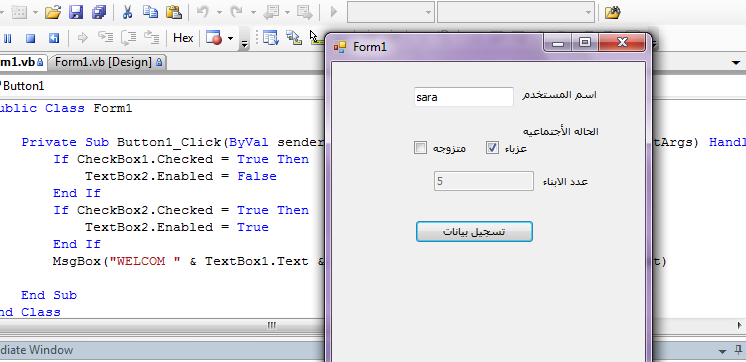 Hex
m1.vb
Form1.vb [Design]
Button1
ublic Class Form1
Private Sub Button1_Click(ByVal sender
tArgs) Handl
If CheckBox1.Checked = True Then
TextBox2.Enabled = False
End If
If CheckBox2.Checked = True Then
TextBox2.Enabled = True
End If
MsgBox("WELCOM " & TextBox1.Text &
t)
End Sub
nd Class
diate Window
Form1
اسم المستخدم
sara
الحاله الأجتماعيه
عزباء
متزوجه
عدد الابناء
5
تسجيل بيانات